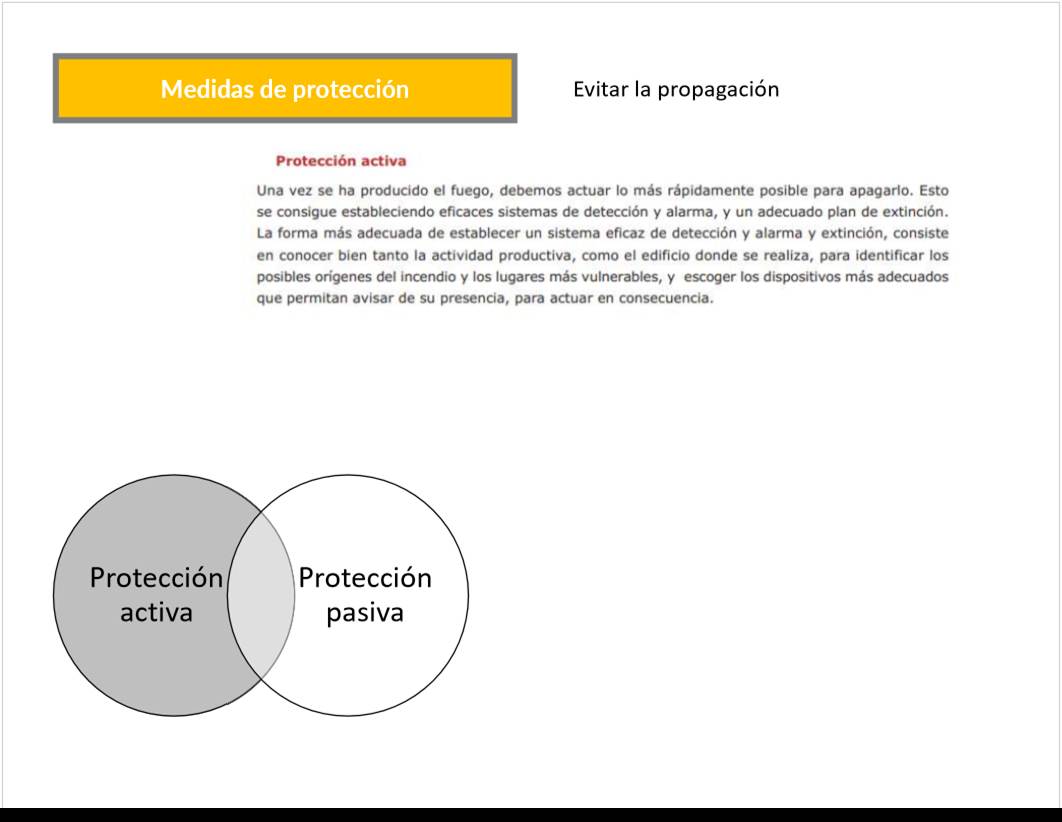 Medidas de protección
Evitar la propagación
Protección activa
Una vez se ha producido el fuego, debemos actuar lo más rápidamente posible para apagarlo. Esto
se consigue estableciendo eficaces sistemas de detección y alarma, y un adecuado plan de extinción.
La forma más adecuada de establecer un sistema eficaz de detección y alarma y extinción, consiste
en conocer bien tanto la actividad productiva, como el edificio donde se realiza, para identificar los
posibles orígenes del incendio y los lugares más vulnerables, y escoger los dispositivos más adecuados
que permitan avisar de su presencia, para actuar en consecuencia.
Protección
activa
Protección
pasiva